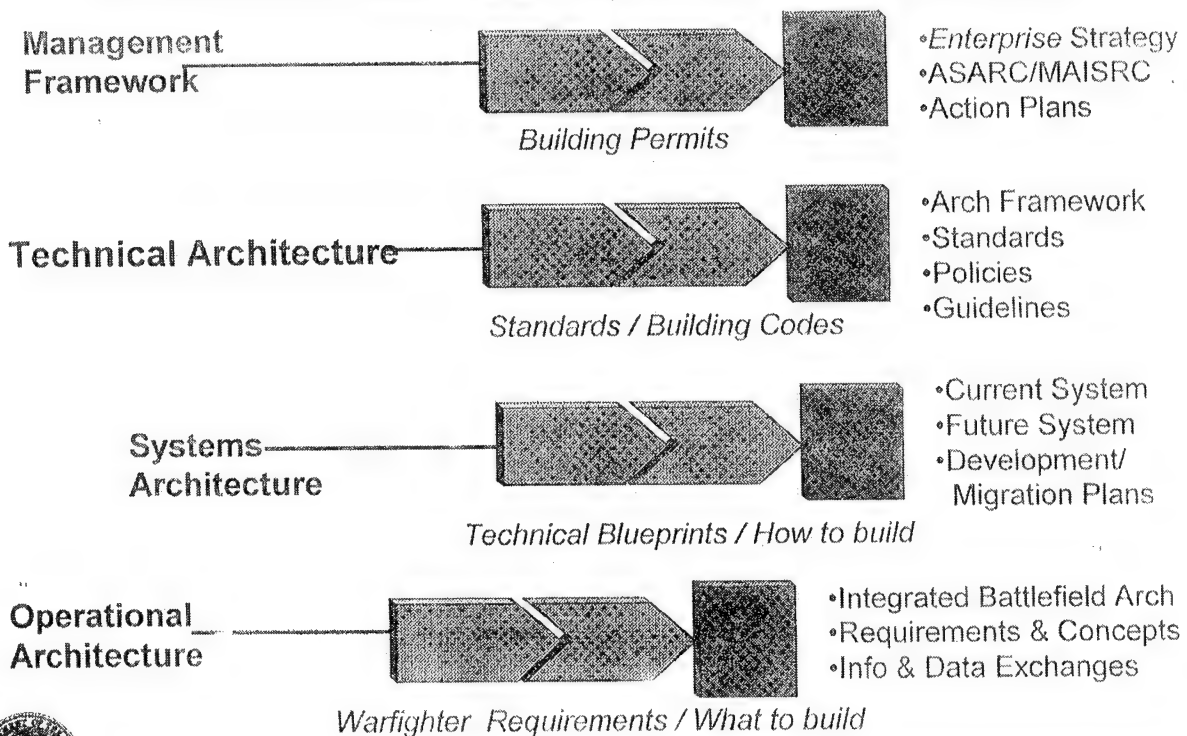 Management
Framework
•Enterprise Strategy
•ASARC/MAISRC
•Action Plans
Building Permits
Technical Architecture
•Arch Framework
•Standards
•Policies
•Guidelines
Standards / Building Codes
Systems
Architecture
•Current System
•Future System
•Development/
Migration Plans
Technical Blueprints / How to build
Operational
Architecture
•Integrated Battlefield Arch
•Requirements & Concepts
•Info & Data Exchanges
Warfighter Requirements / What to build